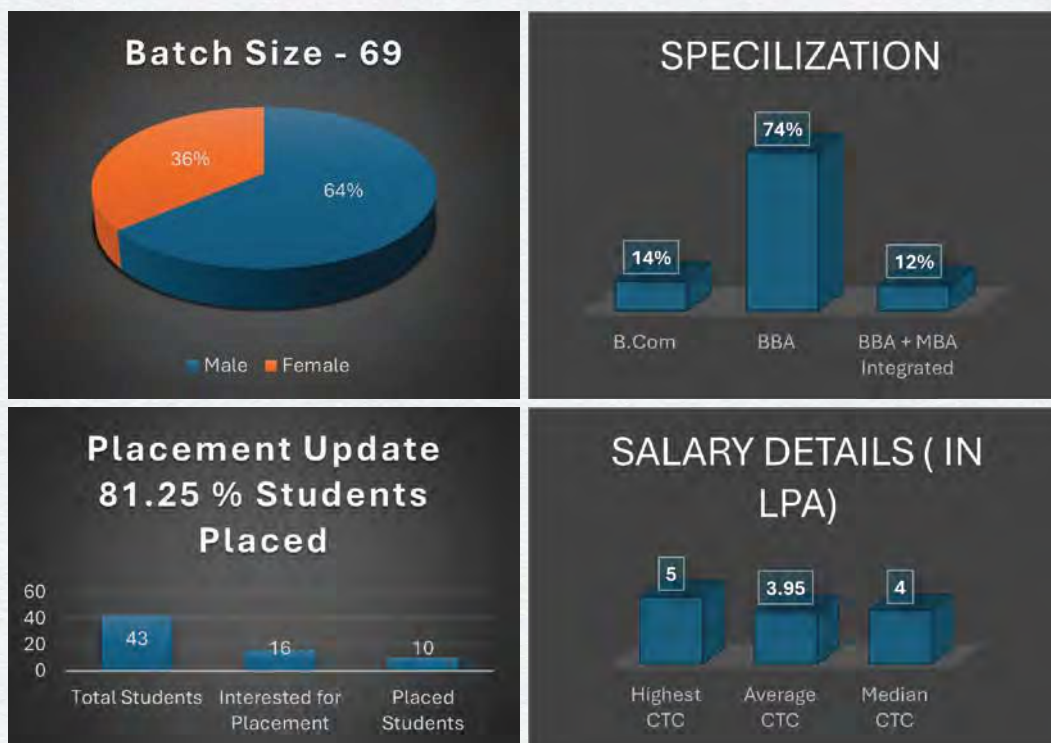 Batch Size - 69
36%
64%
Male Female
SPECILIZATION
74%
14%
12%
B.Com BBA BBA + MBA
Integrated
Placement Update
81.25 % Students
Placed
60
40
20
0
43
16
10
Total Students Interested for Placed
Placement Students
SALARY DETAILS ( IN
LPA)
5
3.95
4
Highest Average Median
CTC CTC CTC